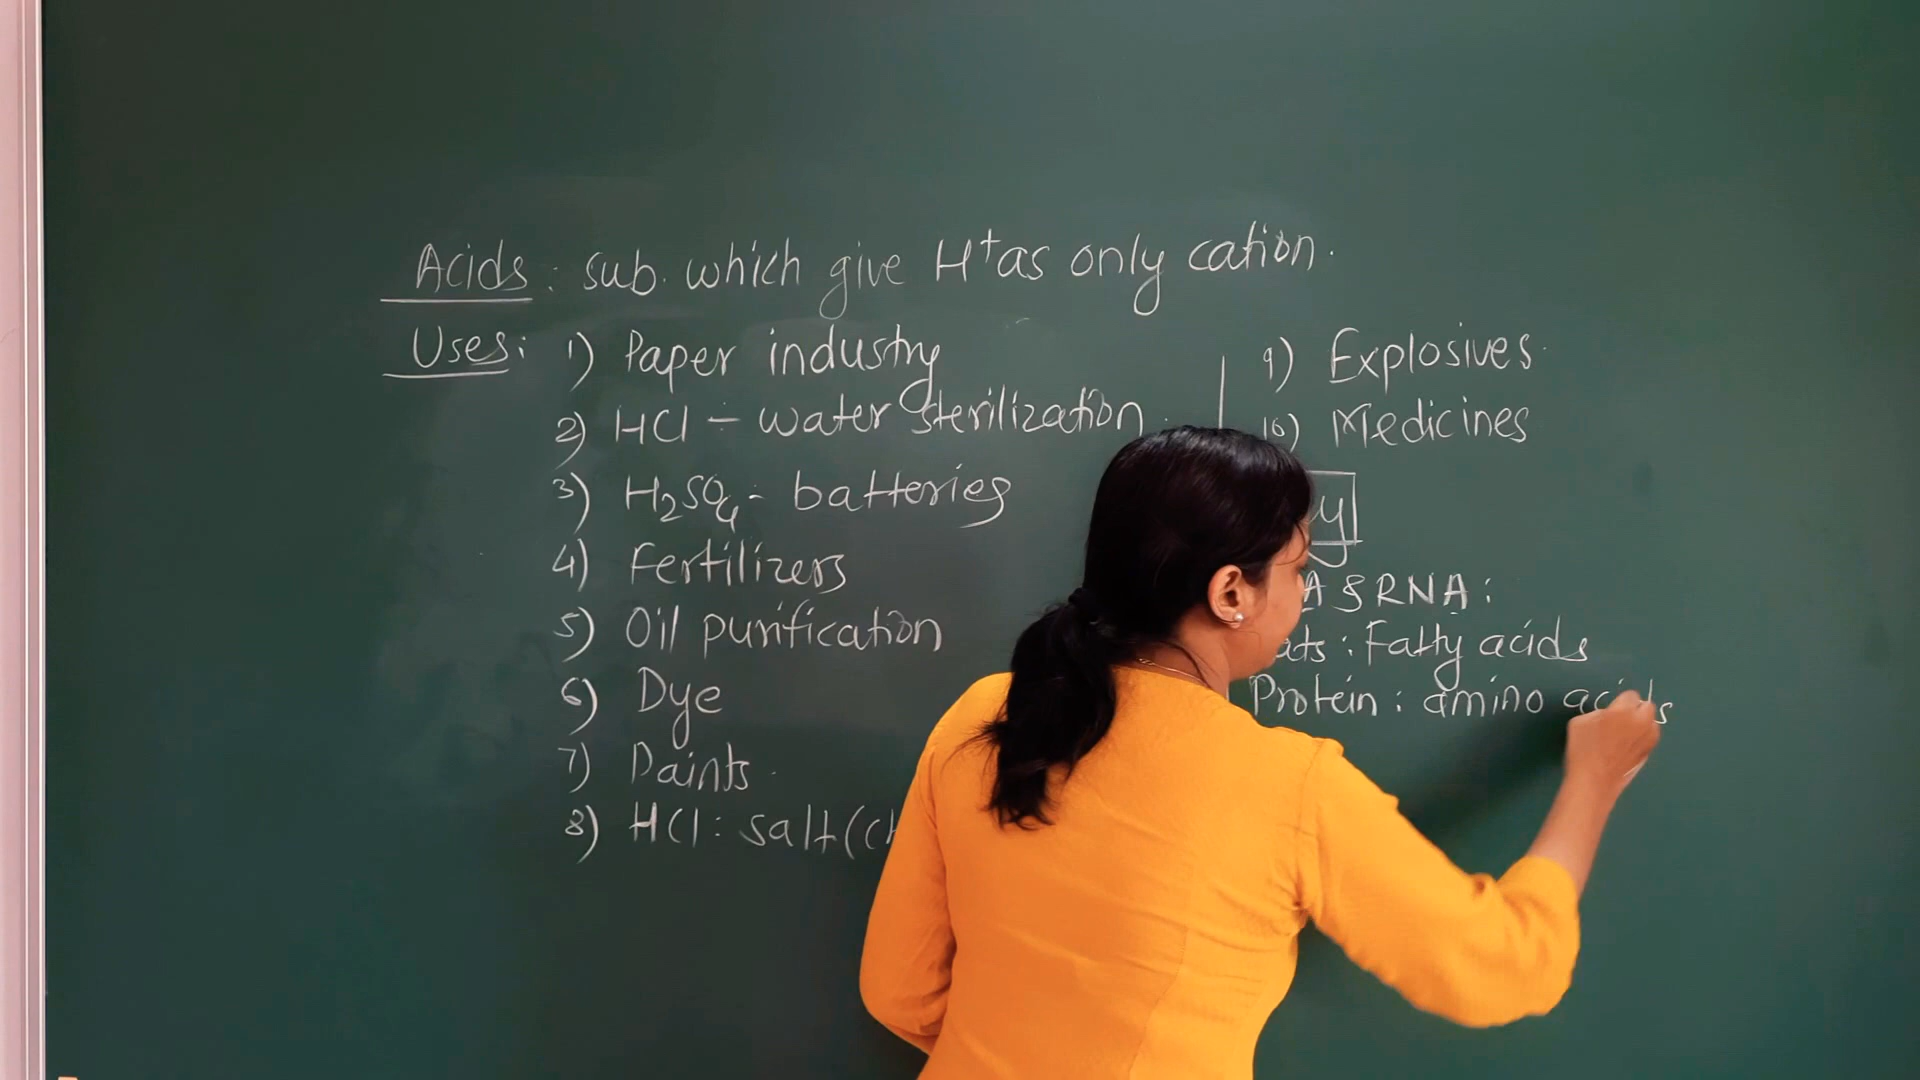 Acids: sub. which give H⁺ as only cation.
Uses: 1) Paper industry
2) HCl - water sterilization.
3) H₂SO₄ - batteries
4) Fertilizers
5) Oil purification
6) Dye
7) Paints.
8) HCl: salt(
9) Explosives.
10) Medicines
& RNA:
Fatty acids
Protein: amino acids